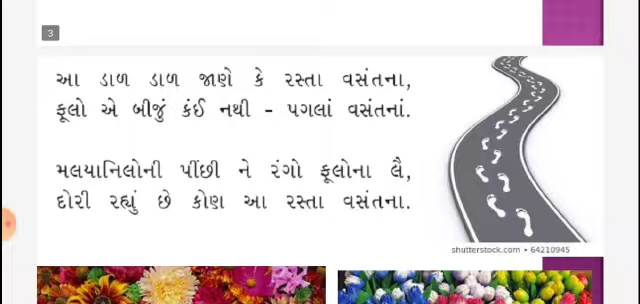 3
આ ડાળ ડાળ જાણે કે રસ્તા વસંતના,
ફૂલો એ બીજું કંઈ નથી – પગલાં વસંતનાં.
મલયાનિલોની પીંછી ને રંગો ફૂલોના લૈ,
દોરી રહ્યું છે કોણ આ રસ્તા વસંતના.
shutterstock.com • 64210945